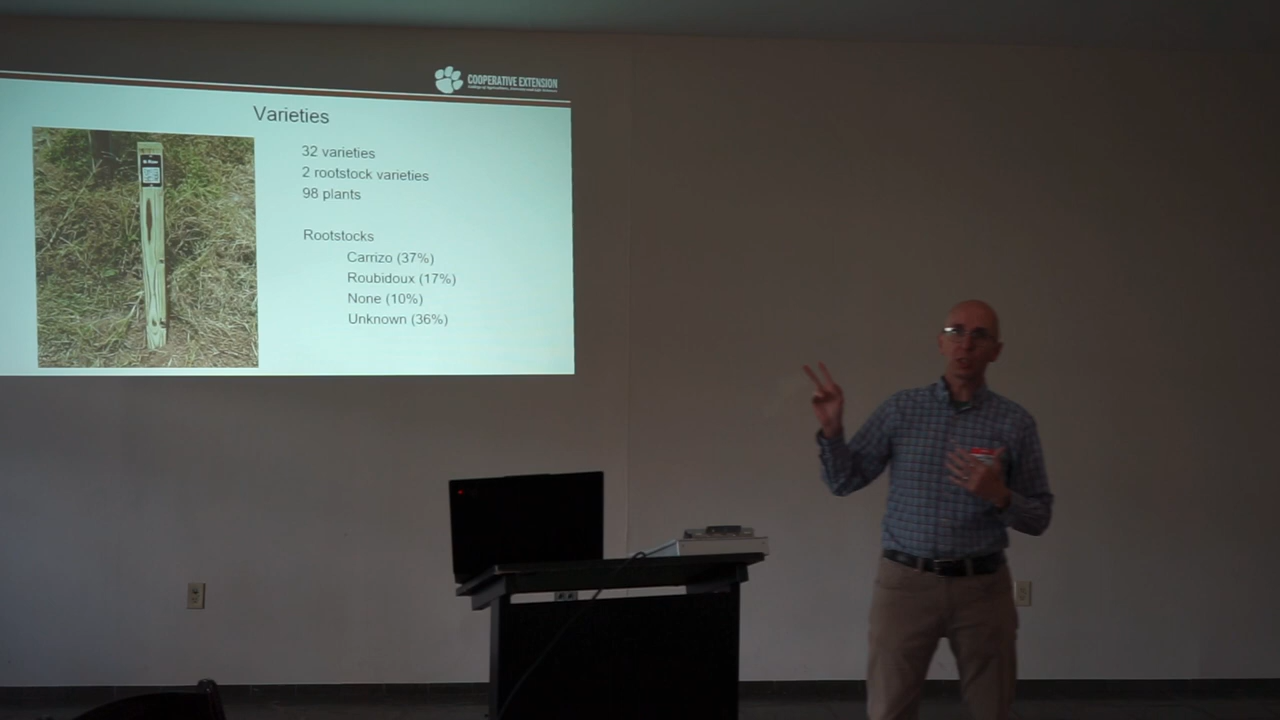 COOPERATIVE EXTENSION
Varieties
32 varieties
2 rootstock varieties
98 plants
Rootstocks
Carrizo (37%)
Roubidoux (17%)
None (10%)
Unknown (36%)